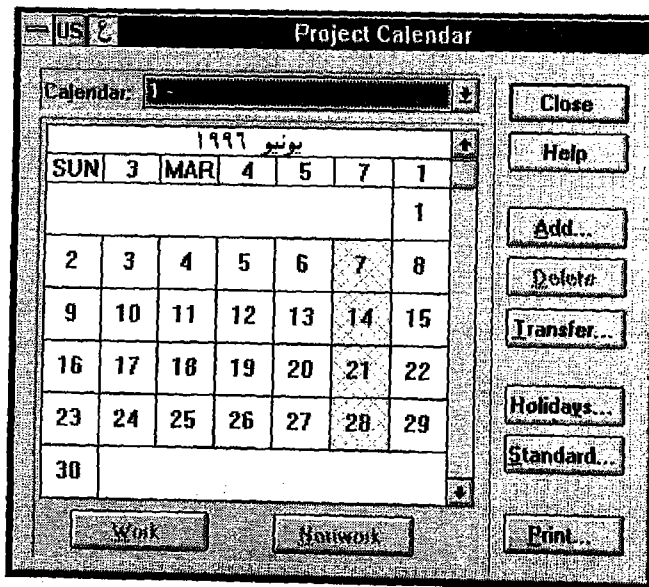 US ع Project Calendar
Calendar: 1 -
يونيو ١٩٩٦
SUN 3 MAR 4 5 7 1
1
2 3 4 5 6 7 8
9 10 11 12 13 14 15
16 17 18 19 20 21 22
23 24 25 26 27 28 29
30
Work Nonwork
Close
Help
Add...
Delete
Transfer...
Holidays...
Standard...
Print...